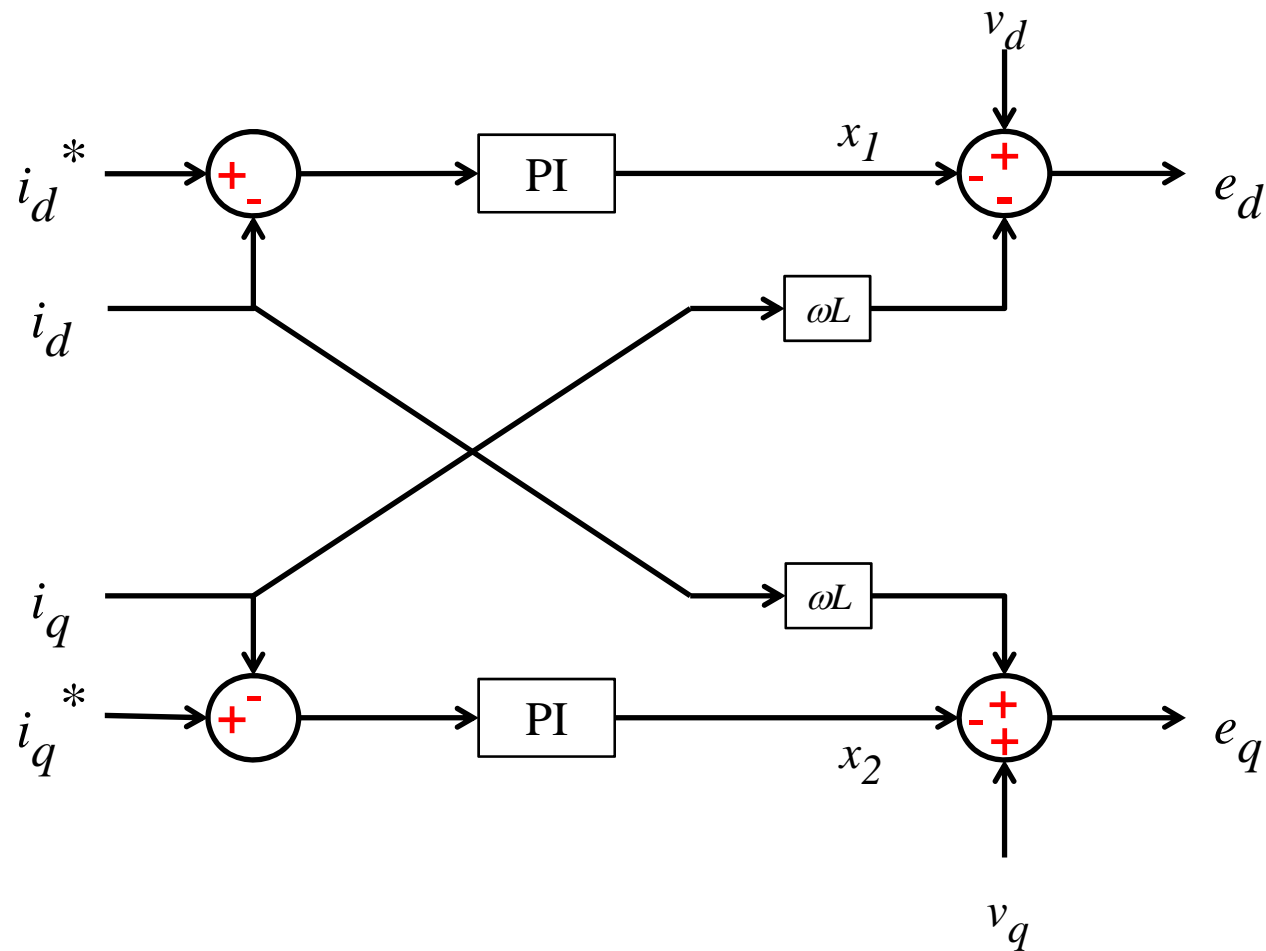 v_d
i_d^*
+
-
PI
x_1
+
-
-
e_d
i_d
ωL
i_q
ωL
i_q^*
-
+
PI
x_2
+
-
+
e_q
v_q